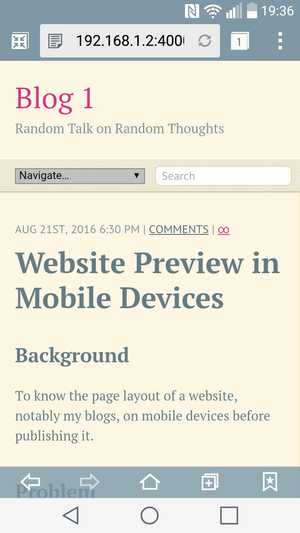 19:36
192.168.1.2:400
1
Blog 1
Random Talk on Random Thoughts
Navigate…
Search
AUG 21ST, 2016 6:30 PM | COMMENTS | ∞
Website Preview in
Mobile Devices
Background
To know the page layout of a website,
notably my blogs, on mobile devices before
publishing it.
Problem